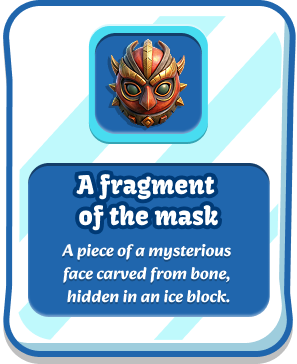 A fragment
of the mask
A piece of a mysterious
face carved from bone,
hidden in an ice block.